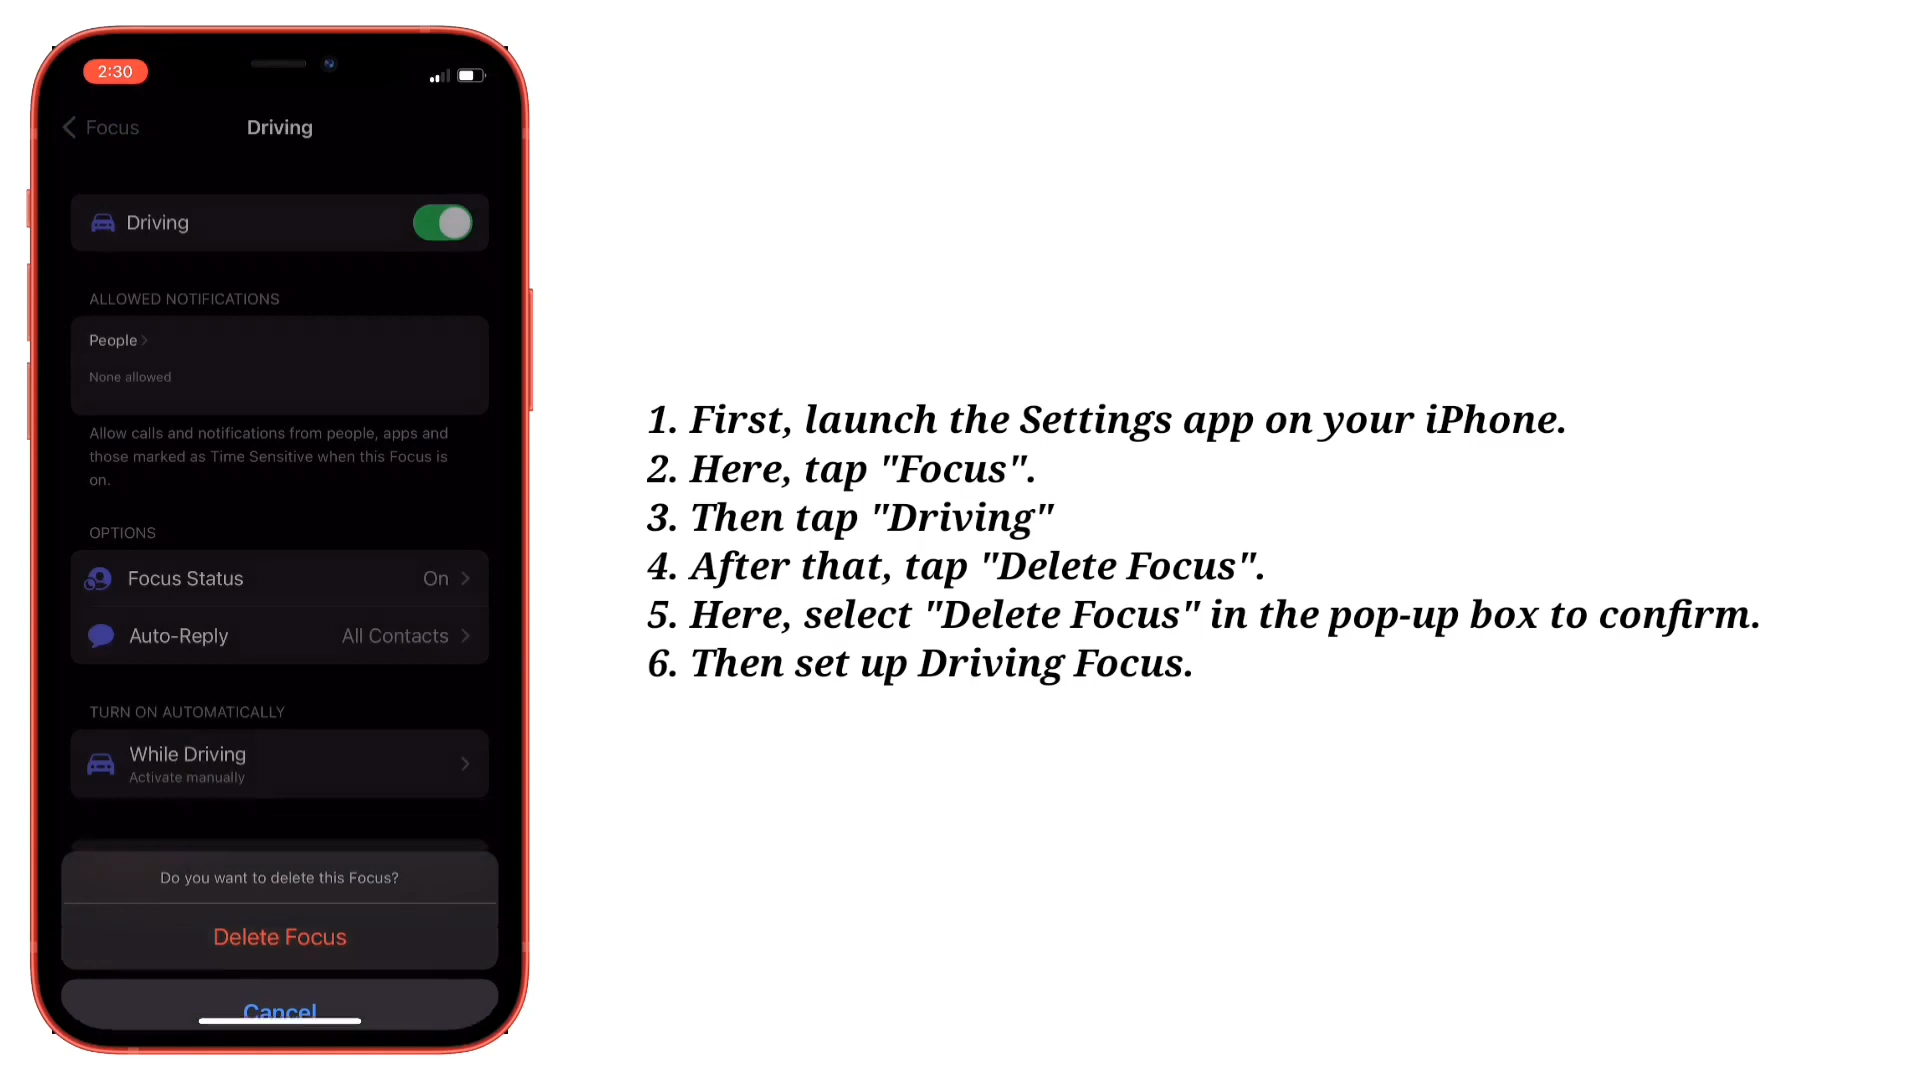 2:30
Focus
Driving
Driving
ALLOWED NOTIFICATIONS
People
None allowed
Allow calls and notifications from people, apps and
those marked as Time Sensitive when this Focus is
on.
OPTIONS
Focus Status On
Auto-Reply All Contacts
TURN ON AUTOMATICALLY
While Driving
Activate manually
Do you want to delete this Focus?
Delete Focus
Cancel
1. First, launch the Settings app on your iPhone.
2. Here, tap "Focus".
3. Then tap "Driving"
4. After that, tap "Delete Focus".
5. Here, select "Delete Focus" in the pop-up box to confirm.
6. Then set up Driving Focus.